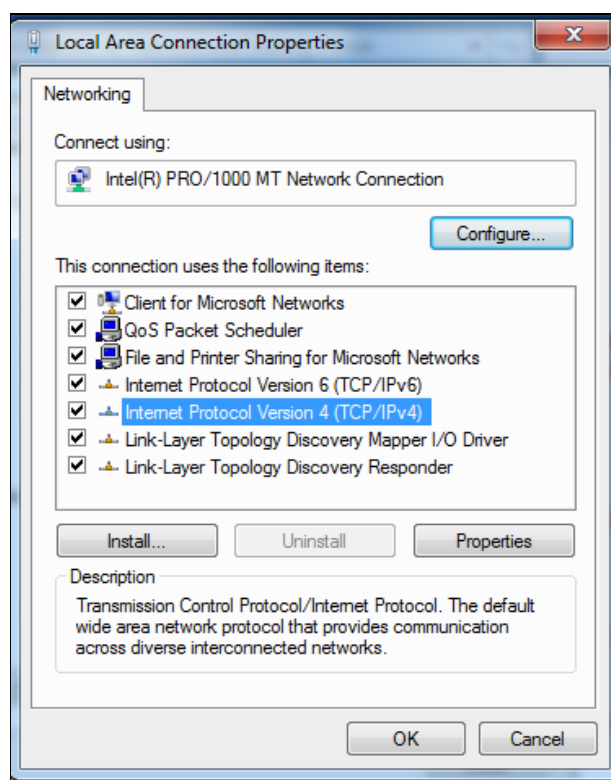 Local Area Connection Properties
Networking
Connect using:
Intel(R) PRO/1000 MT Network Connection
Configure...
This connection uses the following items:
Client for Microsoft Networks
QoS Packet Scheduler
File and Printer Sharing for Microsoft Networks
Internet Protocol Version 6 (TCP/IPv6)
Internet Protocol Version 4 (TCP/IPv4)
Link-Layer Topology Discovery Mapper I/O Driver
Link-Layer Topology Discovery Responder
Install... Uninstall Properties
Description
Transmission Control Protocol/Internet Protocol. The default
wide area network protocol that provides communication
across diverse interconnected networks.
OK Cancel